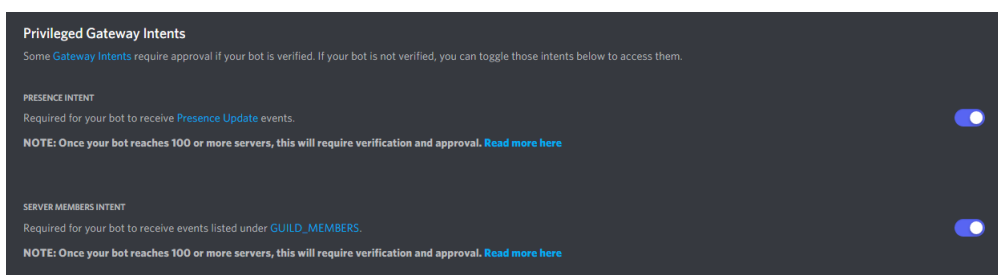 Privileged Gateway Intents
Some Gateway Intents require approval if your bot is verified. If your bot is not verified, you can toggle those intents below to access them.
PRESENCE INTENT
Required for your bot to receive Presence Update events.
NOTE: Once your bot reaches 100 or more servers, this will require verification and approval. Read more here
SERVER MEMBERS INTENT
Required for your bot to receive events listed under GUILD_MEMBERS.
NOTE: Once your bot reaches 100 or more servers, this will require verification and approval. Read more here